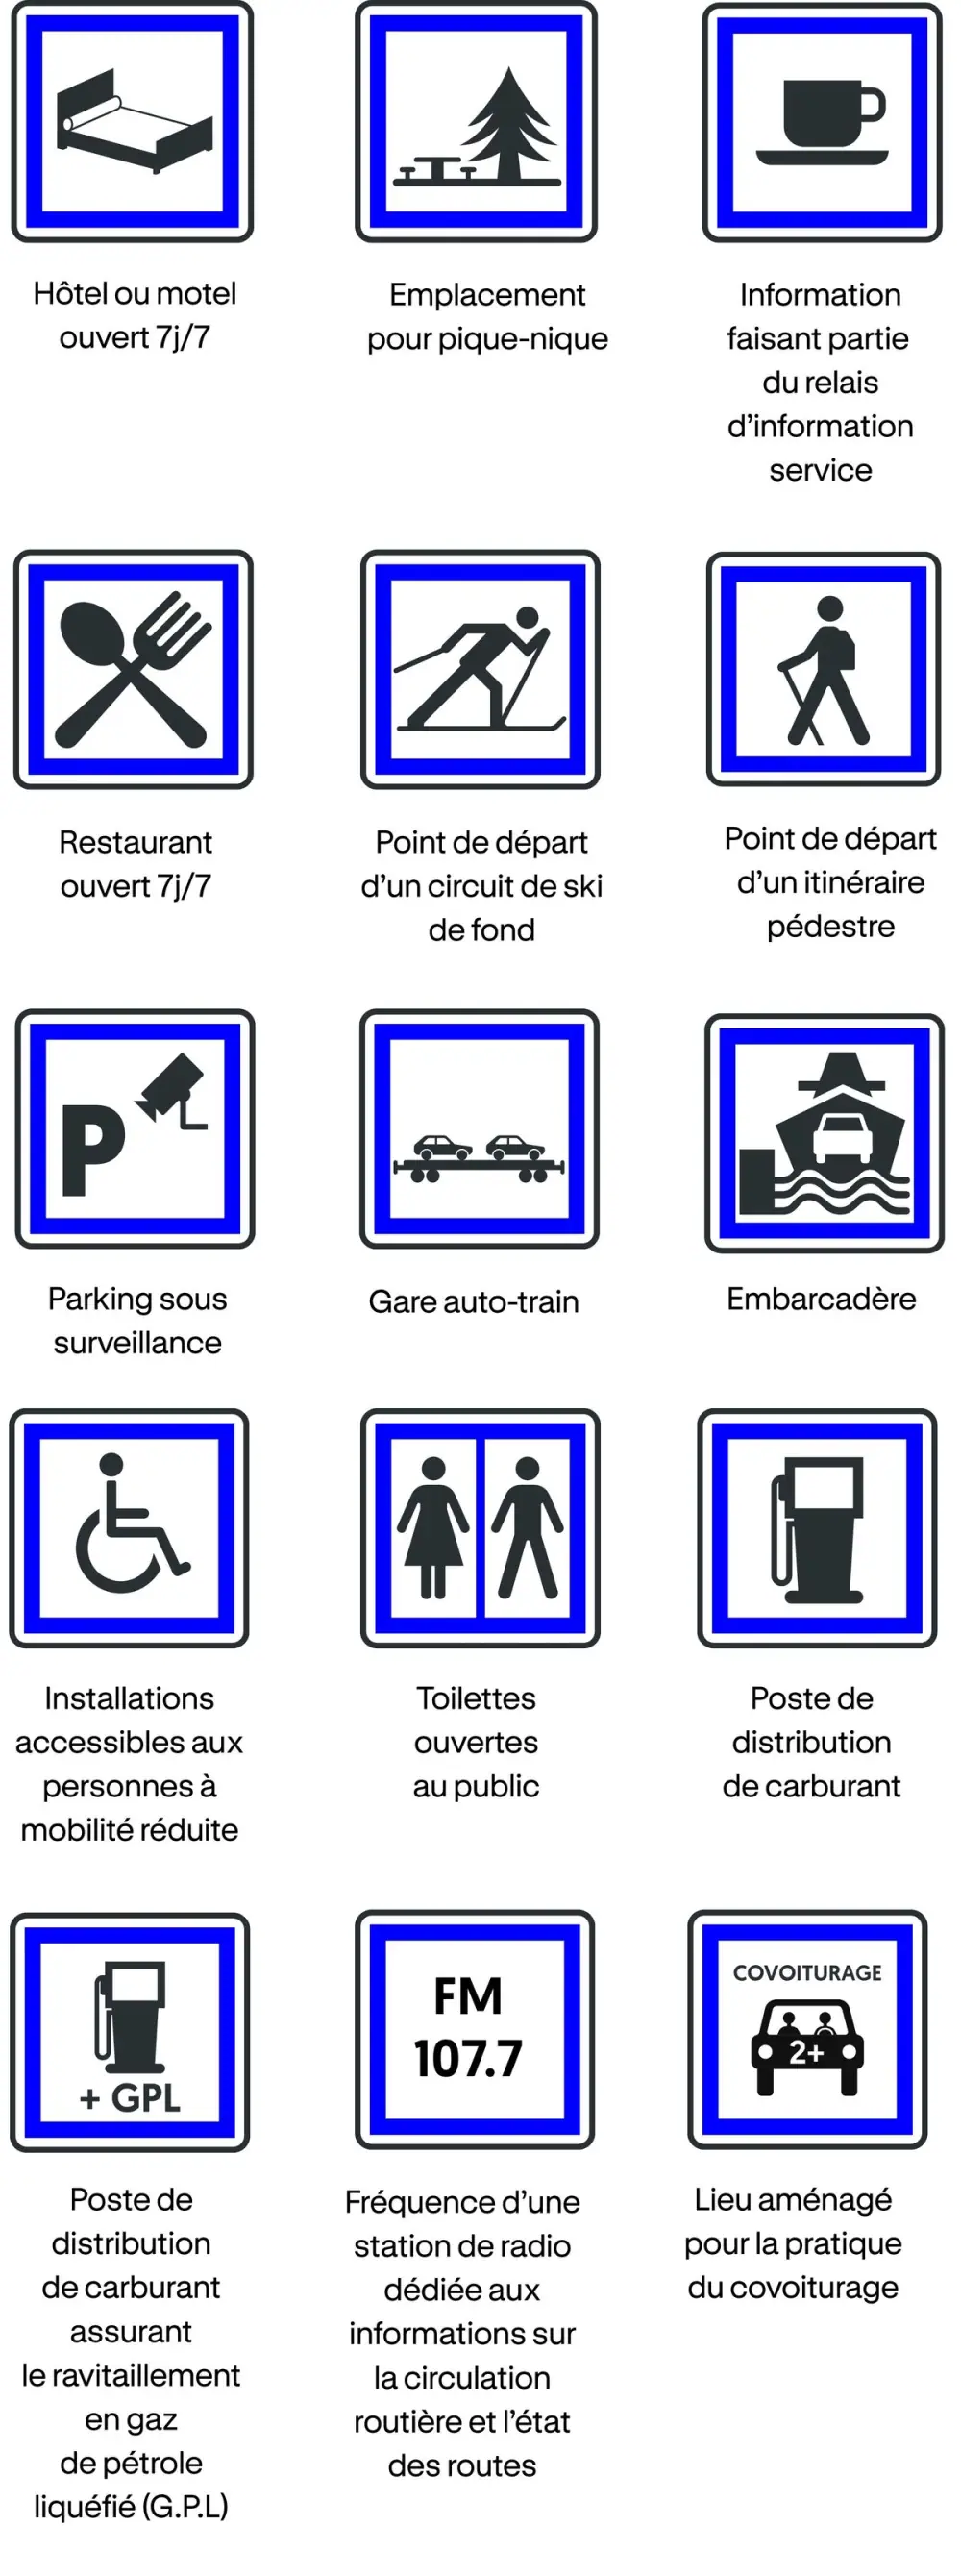 Hôtel ou motel
ouvert 7j/7
Emplacement
pour pique-nique
Information
faisant partie
du relais
d'information
service
Restaurant
ouvert 7j/7
Point de départ
d'un circuit de ski
de fond
Point de départ
d'un itinéraire
pédestre
P
Parking sous
surveillance
Gare auto-train
Embarcadère
Installations
accessibles aux
personnes à
mobilité réduite
Toilettes
ouvertes
au public
Poste de
distribution
de carburant
+ GPL
Poste de
distribution
de carburant
assurant
le ravitaillement
en gaz
de pétrole
liquéfié (G.P.L)
FM
107.7
Fréquence d'une
station de radio
dédiée aux
informations sur
la circulation
routière et l'état
des routes
COVOITURAGE
2+
Lieu aménagé
pour la pratique
du covoiturage